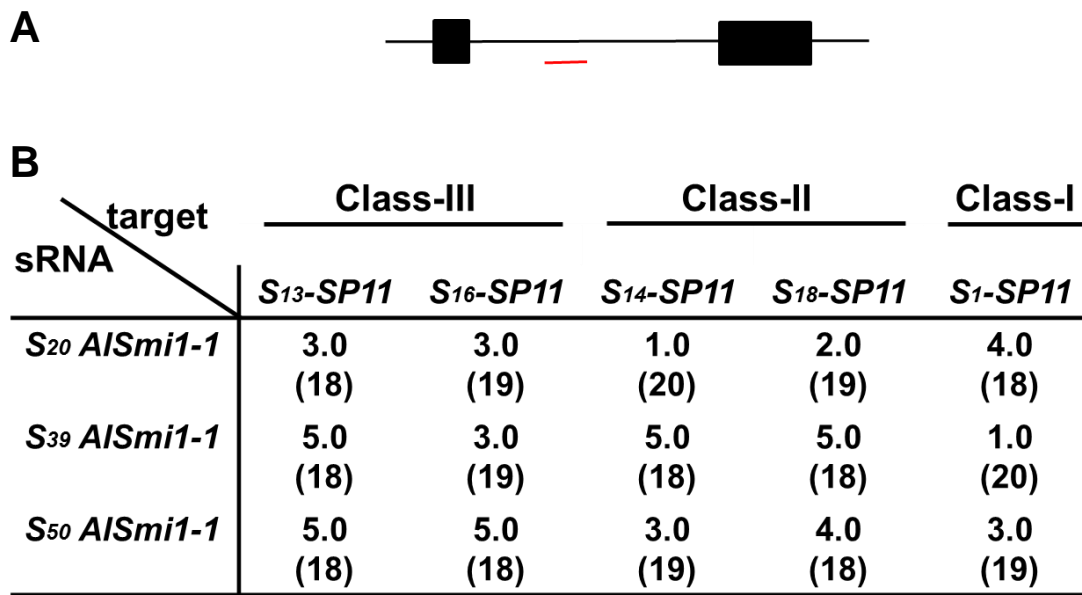 A
B
target
sRNA
Class-III Class-II Class-I
S13-SP11 S16-SP11 S14-SP11 S18-SP11 S1-SP11
S20 AlSmi1-1 3.0 3.0 1.0 2.0 4.0
(18) (19) (20) (19) (18)
S39 AlSmi1-1 5.0 3.0 5.0 5.0 1.0
(18) (19) (18) (18) (20)
S50 AlSmi1-1 5.0 5.0 3.0 4.0 3.0
(18) (18) (19) (18) (19)